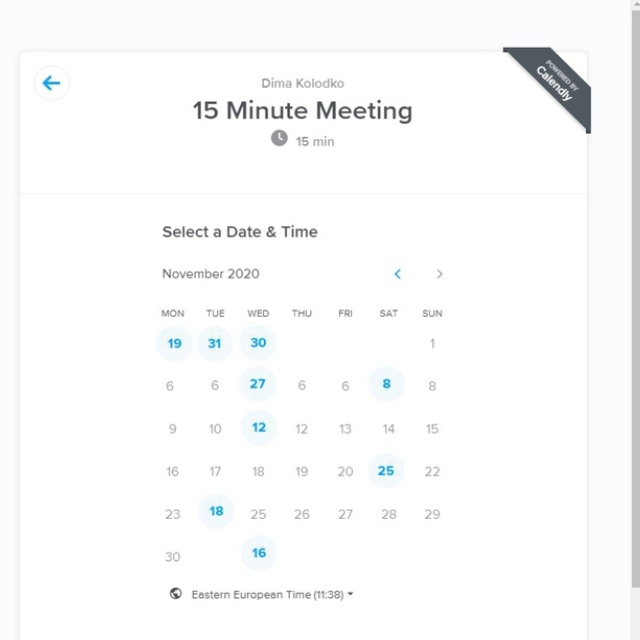 POWERED BY
Calendly
Dima Kolodko
15 Minute Meeting
15 min
Select a Date & Time
November 2020
MON TUE WED THU FRI SAT SUN
19 31 30 1
6 6 27 6 6 8 8
9 10 12 12 13 14 15
16 17 18 19 20 25 22
23 18 25 26 27 28 29
30 16
Eastern European Time (11:38)